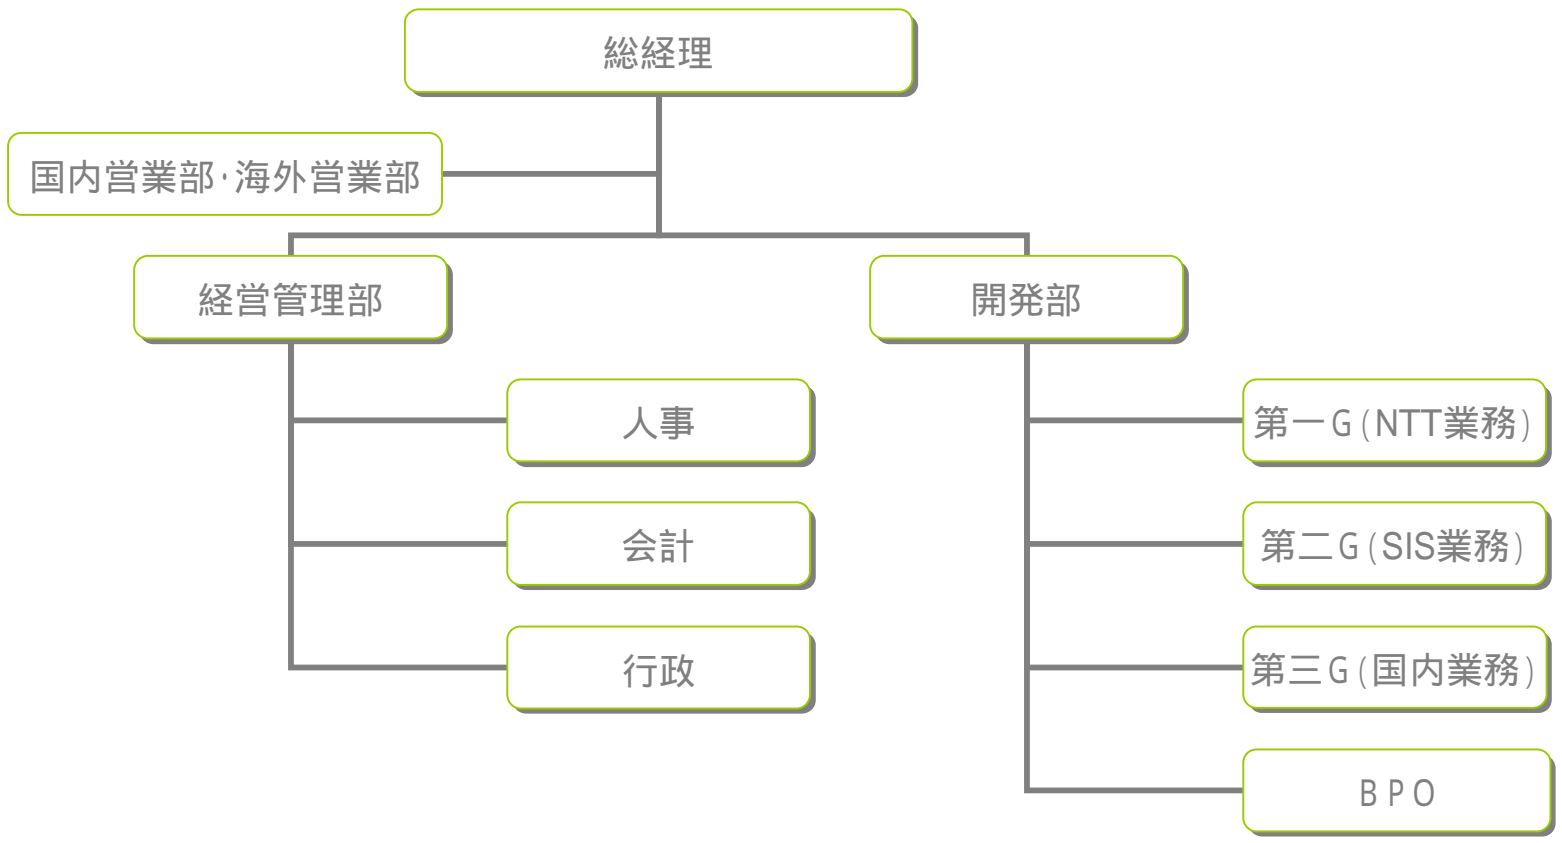 総経理
国内営業部·海外営業部
経営管理部
開発部
人事
会計
行政
第一G(NTT業務)
第二G(SIS業務)
第三G(国内業務)
BPO